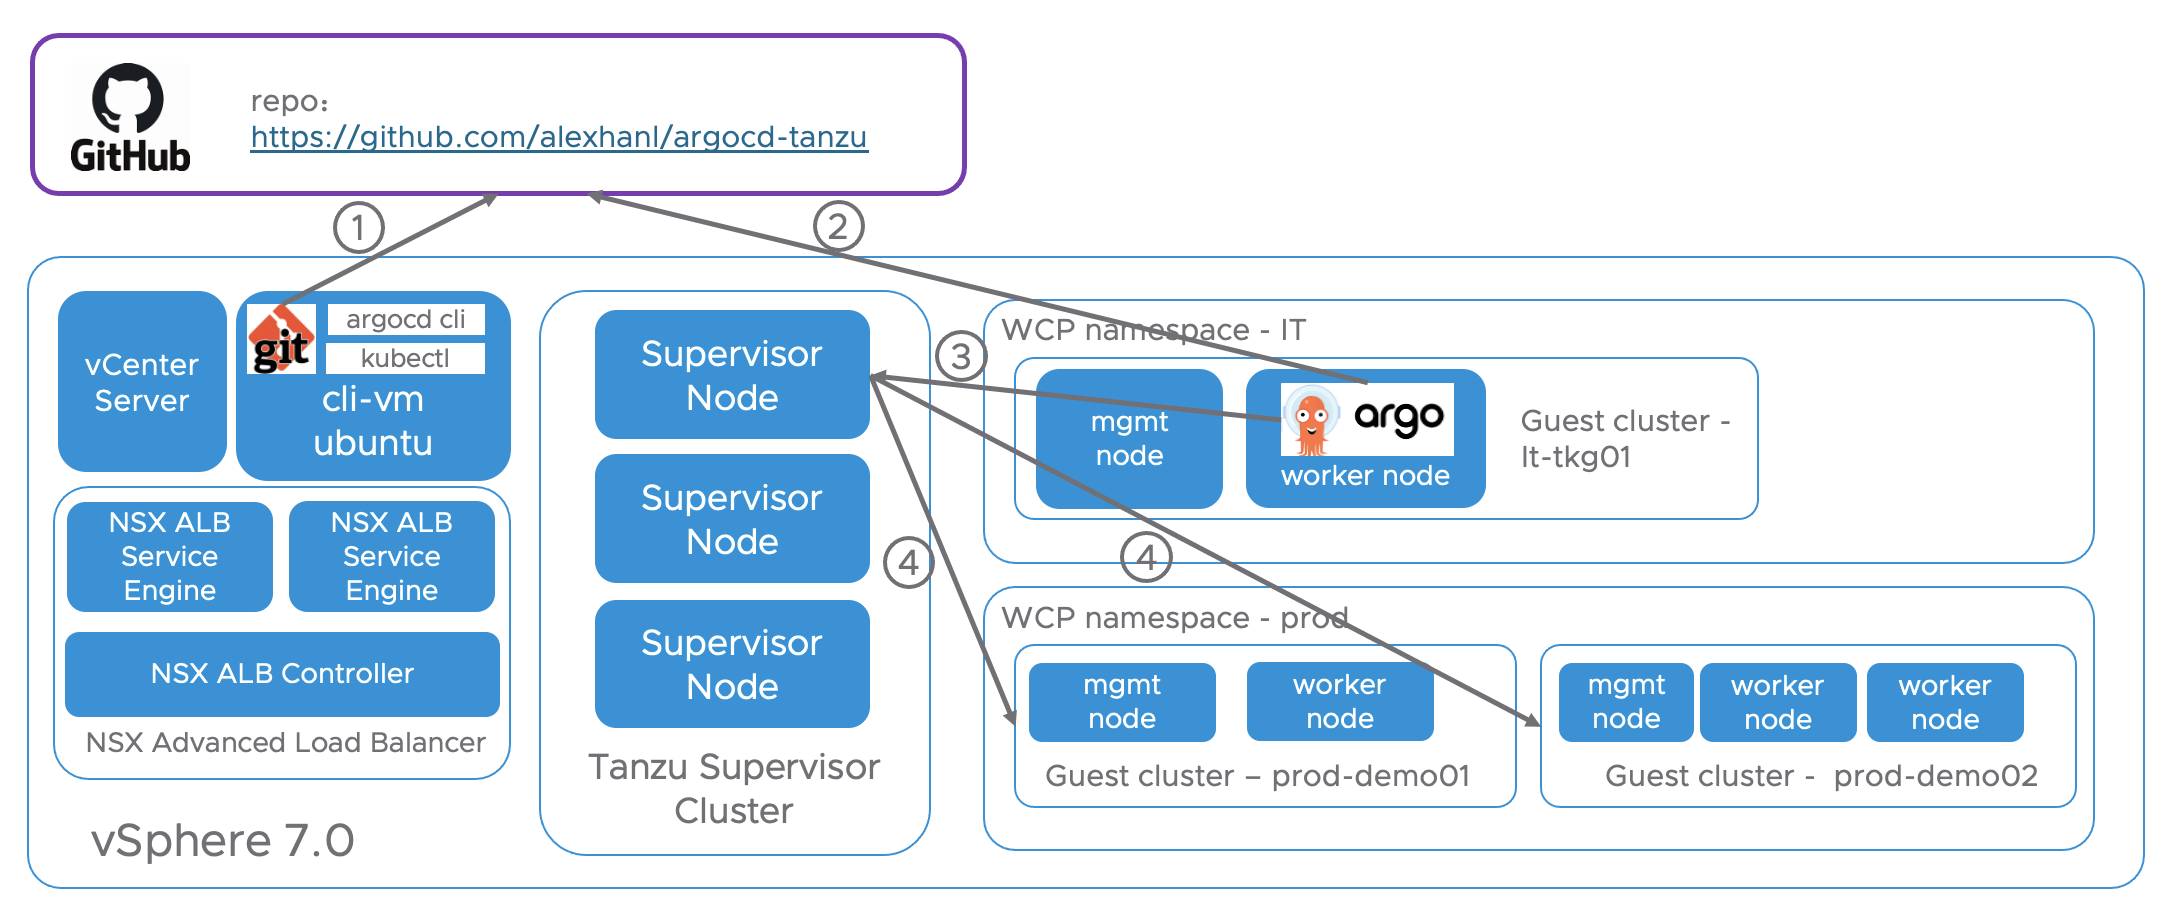 GitHub
repo：
https://github.com/alexhanl/argocd-tanzu
1
2
vCenter
Server
git
argocd cli
kubectl
cli-vm
ubuntu
NSX ALB
Service
Engine
NSX ALB
Service
Engine
NSX ALB Controller
NSX Advanced Load Balancer
vSphere 7.0
Supervisor
Node
Supervisor
Node
Supervisor
Node
Tanzu Supervisor
Cluster
3
4
4
WCP namespace - IT
mgmt
node
argo
worker node
Guest cluster -
lt-tkg01
WCP namespace - prod
mgmt
node
worker
node
Guest cluster – prod-demo01
mgmt
node
worker
node
worker
node
Guest cluster -  prod-demo02